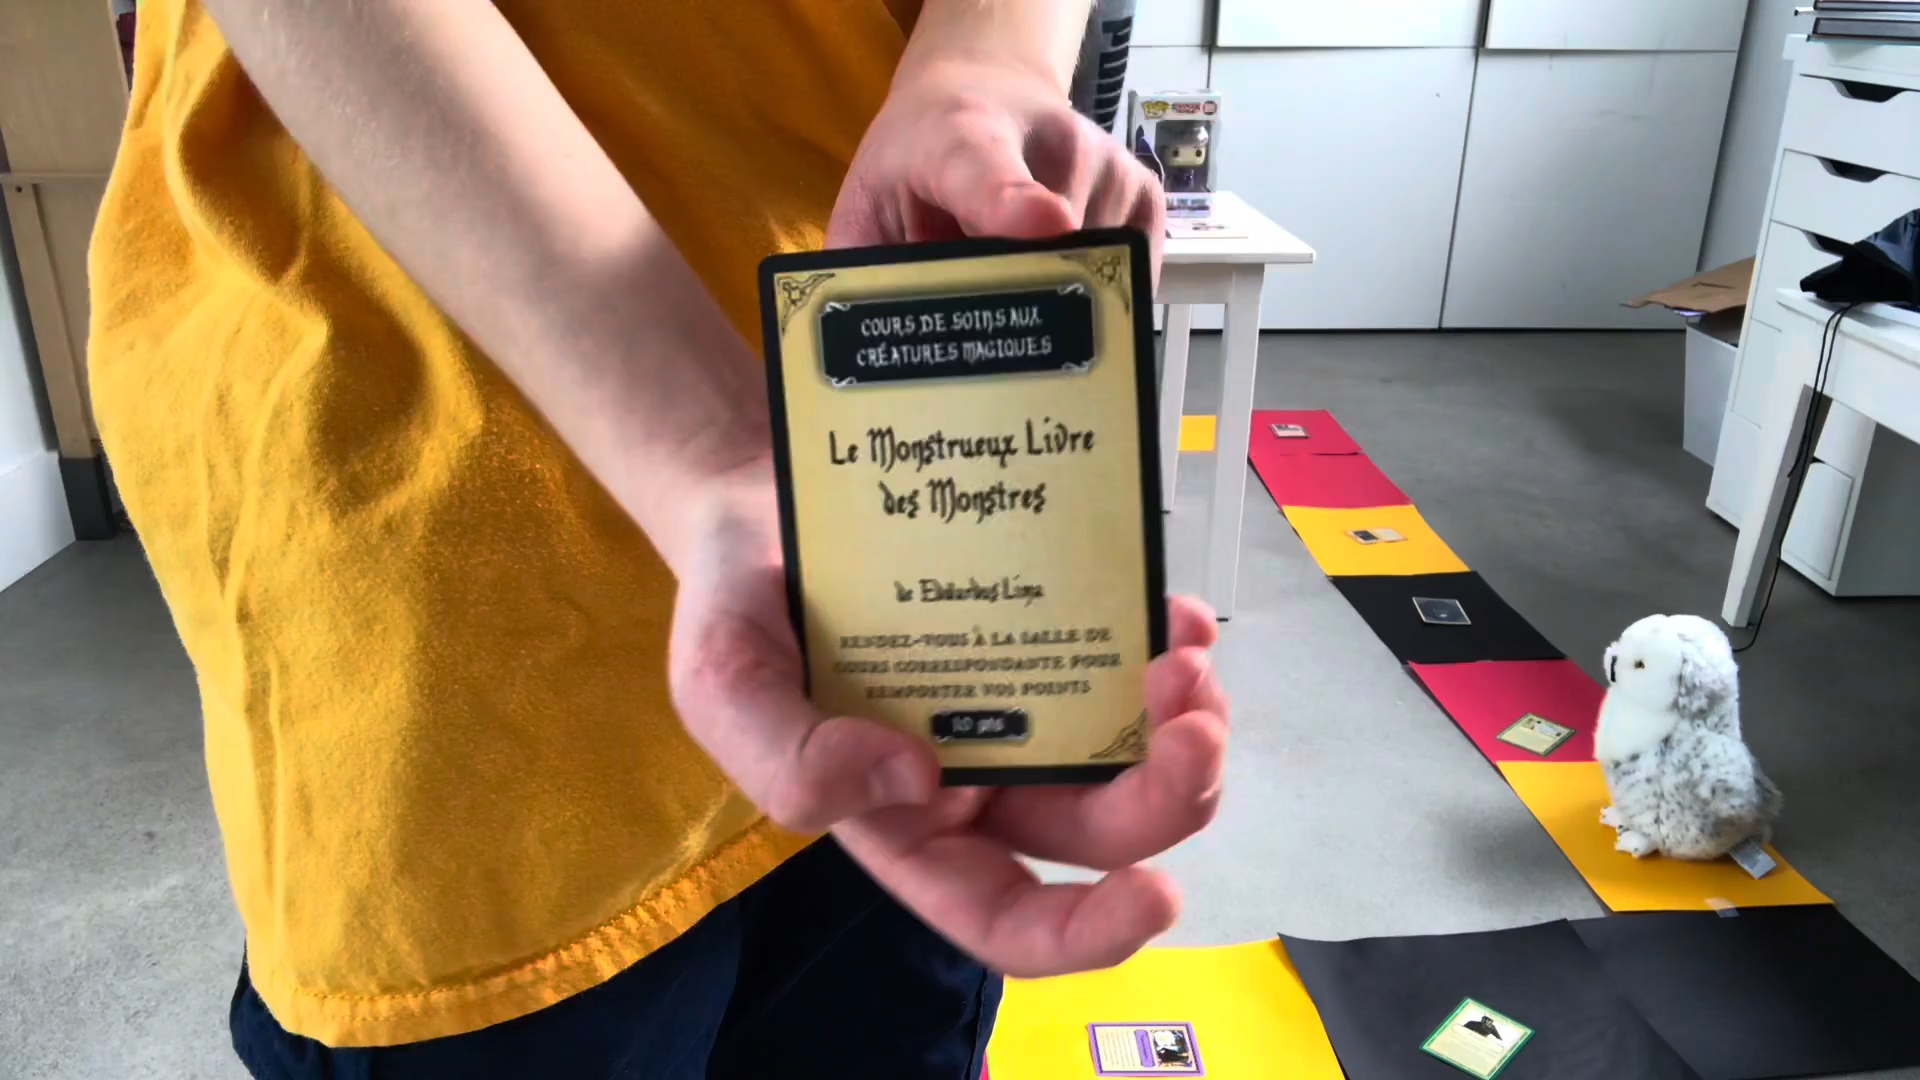 COURS DE SOINS AUX
CRÉATURES MAGIQUES
Le Monstrueux Livre
des Monstres
de Edwardus Lima
RENDEZ-VOUS À LA SALLE DE
COURS CORRESPONDANTE POUR
REMPORTER VOS POINTS
10 pts